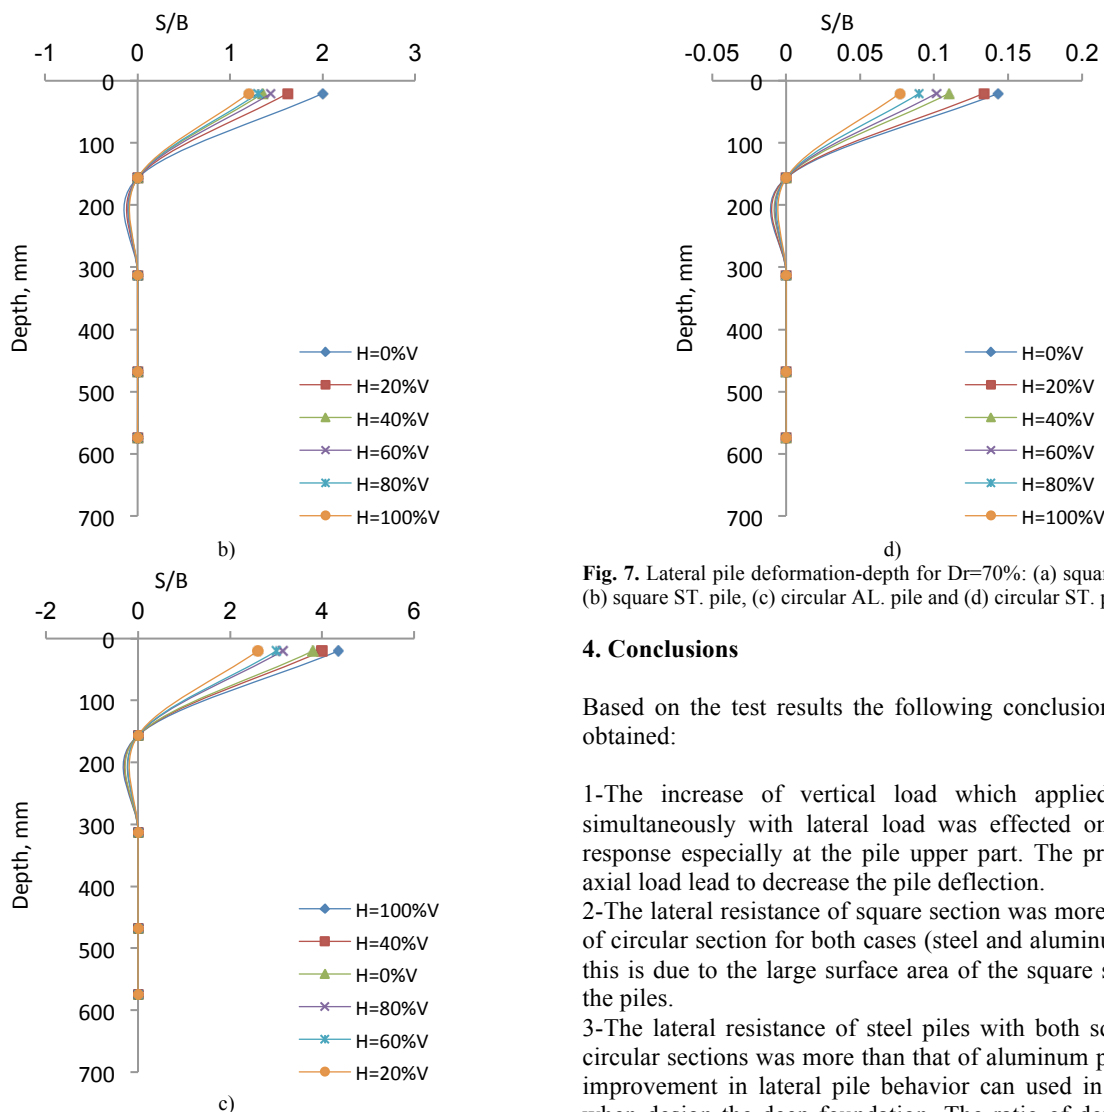 S/B
-1 0 1 2 3
0
100
200
300
400
500
600
700
Depth, mm
H=0%V
H=20%V
H=40%V
H=60%V
H=80%V
H=100%V
b)
S/B
-2 0 2 4 6
0
100
200
300
400
500
600
700
Depth, mm
H=100%V
H=40%V
H=0%V
H=80%V
H=60%V
H=20%V
c)
S/B
-0.05 0 0.05 0.1 0.15 0.2
0
100
200
300
400
500
600
700
Depth, mm
H=0%V
H=20%V
H=40%V
H=60%V
H=80%V
H=100%V
d)
Fig. 7. Lateral pile deformation-depth for Dr=70%: (a) squar
(b) square ST. pile, (c) circular AL. pile and (d) circular ST. p
4. Conclusions
Based on the test results the following conclusion
obtained:
1-The increase of vertical load which applied
simultaneously with lateral load was effected on
response especially at the pile upper part. The pr
axial load lead to decrease the pile deflection.
2-The lateral resistance of square section was more
of circular section for both cases (steel and aluminu
this is due to the large surface area of the square s
the piles.
3-The lateral resistance of steel piles with both sq
circular sections was more than that of aluminum p
improvement in lateral pile behavior can used in
when design the deep foundation. The ratio of de